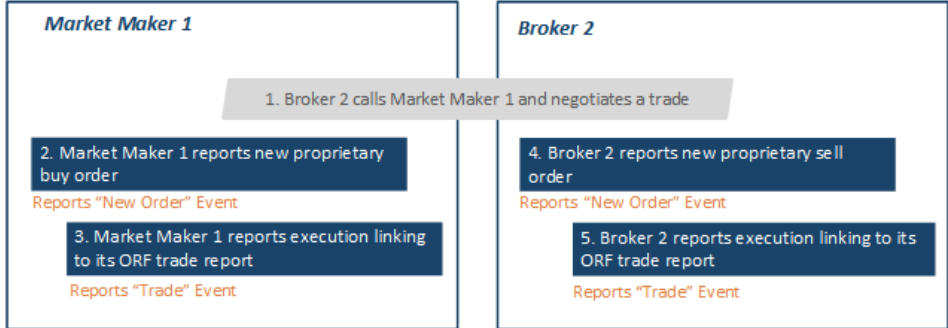 Market Maker 1
Broker 2
1. Broker 2 calls Market Maker 1 and negotiates a trade
2. Market Maker 1 reports new proprietary
buy order
Reports “New Order” Event
3. Market Maker 1 reports execution linking
to its ORF trade report
Reports “Trade” Event
4. Broker 2 reports new proprietary sell
order
Reports “New Order” Event
5. Broker 2 reports execution linking to its
ORF trade report
Reports “Trade” Event